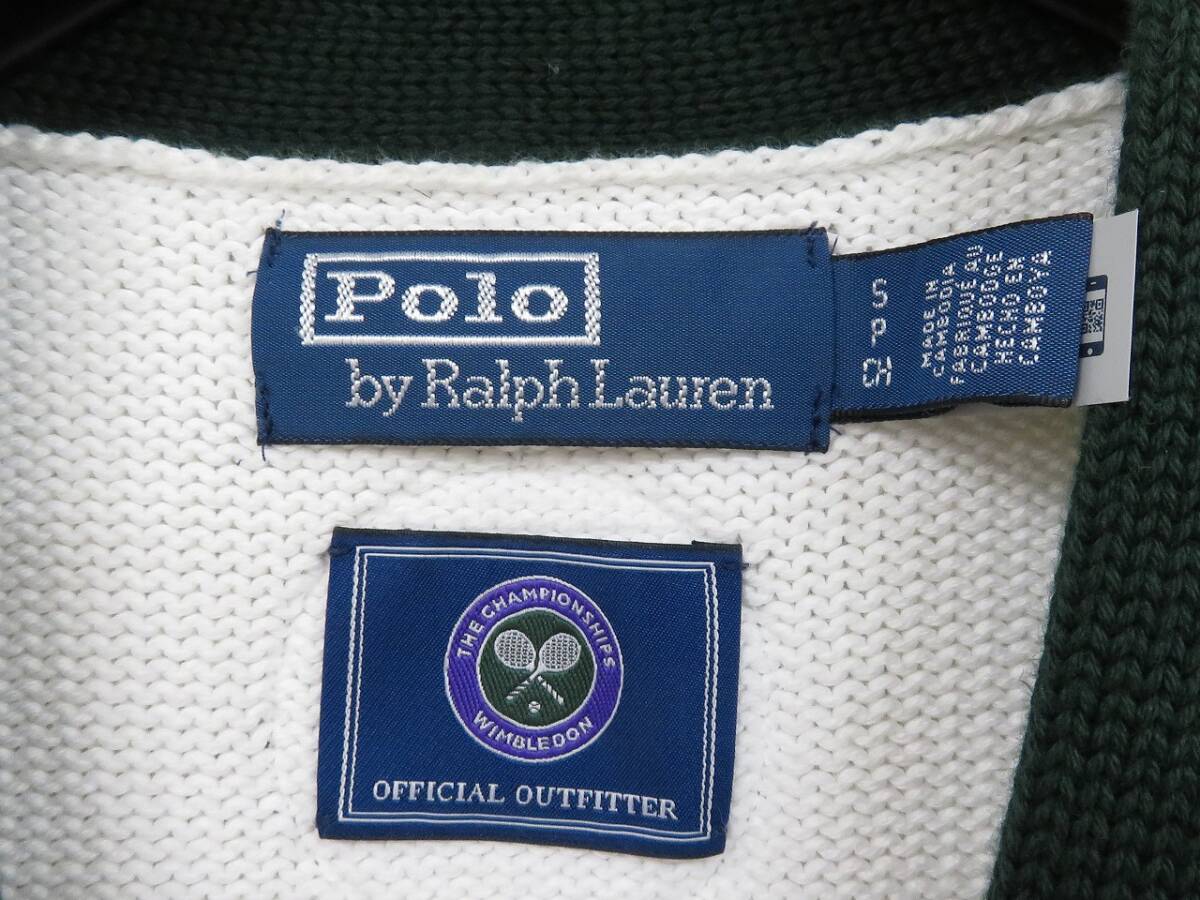 Polo
by Ralph Lauren
S
P
CH
MADE IN
CAMBODIA
FABRIQUÉ AU
CAMBODGE
HECHO EN
CAMBOYA
THE CHAMPIONSHIPS
WIMBLEDON
OFFICIAL OUTFITTER